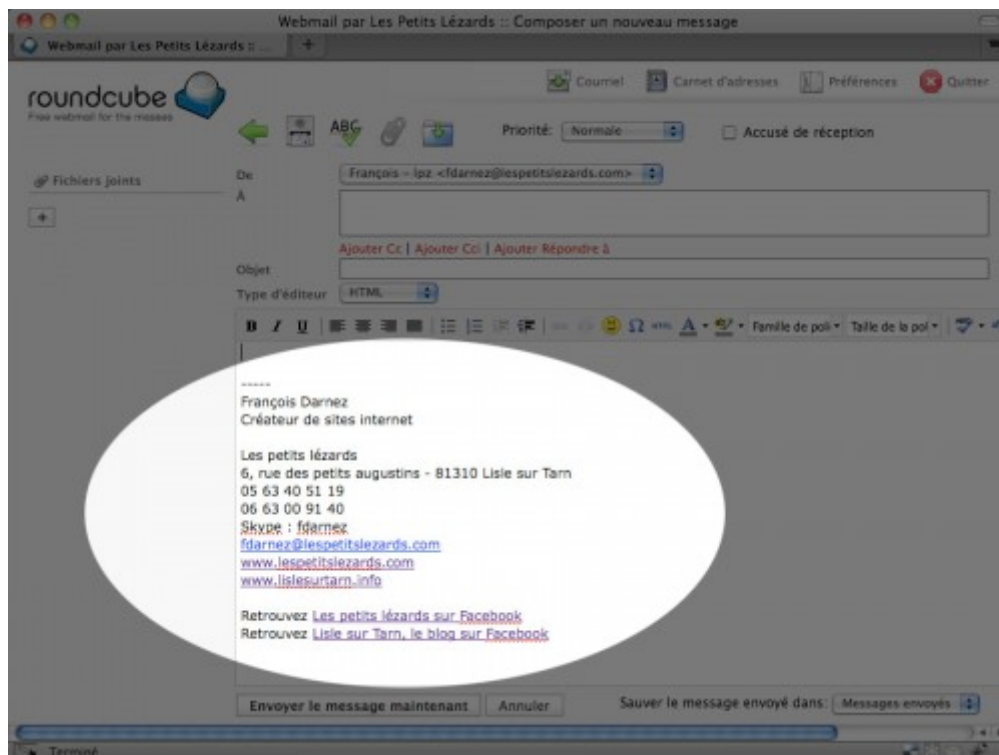 Webmail par Les Petits Lézards :: Composer un nouveau message
Webmail par Les Petits Lézards :: ...
roundcube
Free webmail for the masses
Courriel Carnet d'adresses Préférences Quitter
ABC Priorité: Normale Accusé de réception
Fichiers joints
De François - lpz <fdarnez@lespetitslezards.com>
À
Ajouter Cc | Ajouter Cci | Ajouter Répondre à
Objet
Type d'éditeur HTML
B I U Ω HTML A Famille de poli Taille de la pol
-----
François Darnez
Créateur de sites internet
Les petits lézards
6, rue des petits augustins - 81310 Lisle sur Tarn
05 63 40 51 19
06 63 00 91 40
Skype : fdarnez
fdarnez@lespetitslezards.com
www.lespetitslezards.com
www.lislesurtarn.info
Retrouvez Les petits lézards sur Facebook
Retrouvez Lisle sur Tarn, le blog sur Facebook
Envoyer le message maintenant Annuler Sauver le message envoyé dans: Messages envoyés
Terminé